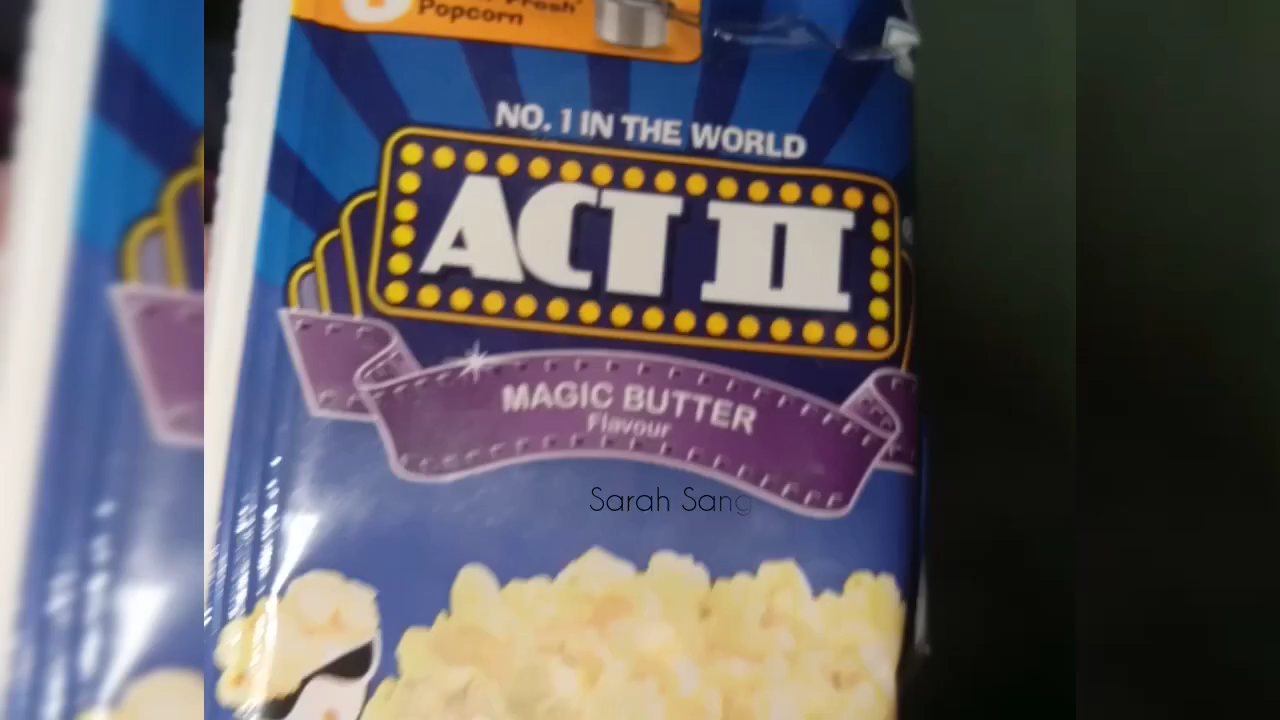 Popcorn
NO. 1 IN THE WORLD
ACT II
MAGIC BUTTER
Flavour
Sarah Sang